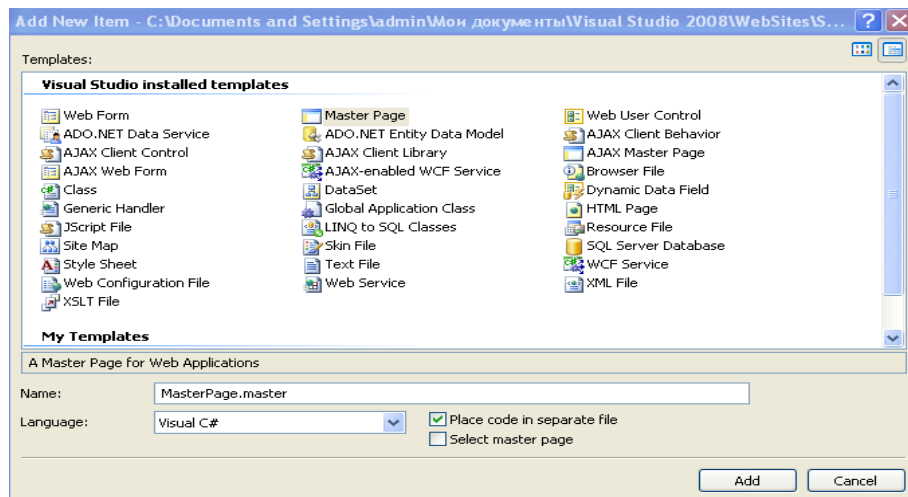 Add New Item - C:\Documents and Settings\admin\Мои документы\Visual Studio 2008\WebSites\S...
Templates:
Visual Studio installed templates
Web Form Master Page Web User Control
ADO.NET Data Service ADO.NET Entity Data Model AJAX Client Behavior
AJAX Client Control AJAX Client Library AJAX Master Page
AJAX Web Form AJAX-enabled WCF Service Browser File
Class DataSet Dynamic Data Field
Generic Handler Global Application Class HTML Page
JScript File LINQ to SQL Classes Resource File
Site Map Skin File SQL Server Database
Style Sheet Text File WCF Service
Web Configuration File Web Service XML File
XSLT File
My Templates
A Master Page for Web Applications
Name: MasterPage.master
Language: Visual C# Place code in separate file
Select master page
Add Cancel